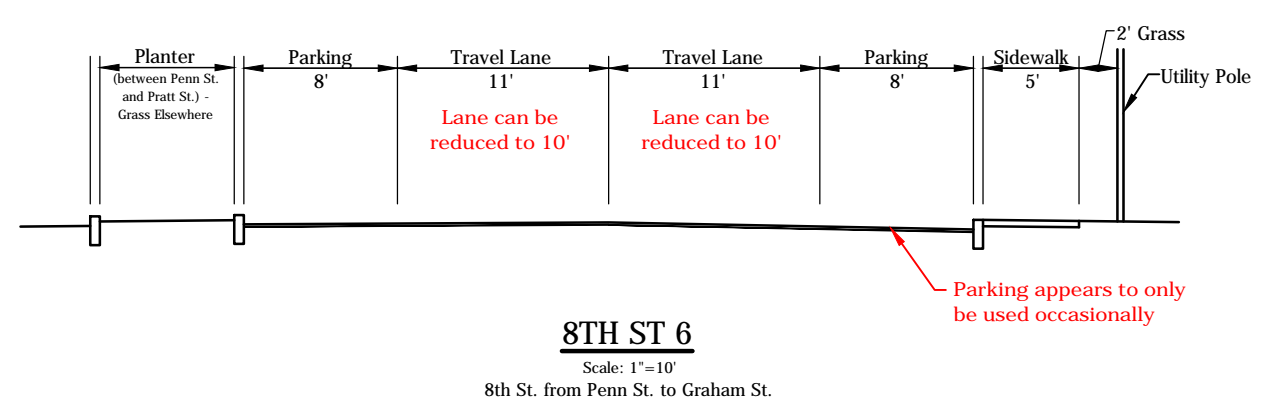 2' Grass
Planter
Parking
Travel Lane
Travel Lane
Parking
Sidewalk
(between Penn St.
and Pratt St.) -
Grass Elsewhere
8'
11'
11'
8'
5'
Utility Pole
Lane can be
reduced to 10'
Lane can be
reduced to 10'
Parking appears to only
be used occasionally
8TH ST 6
Scale: 1"=10'
8th St. from Penn St. to Graham St.